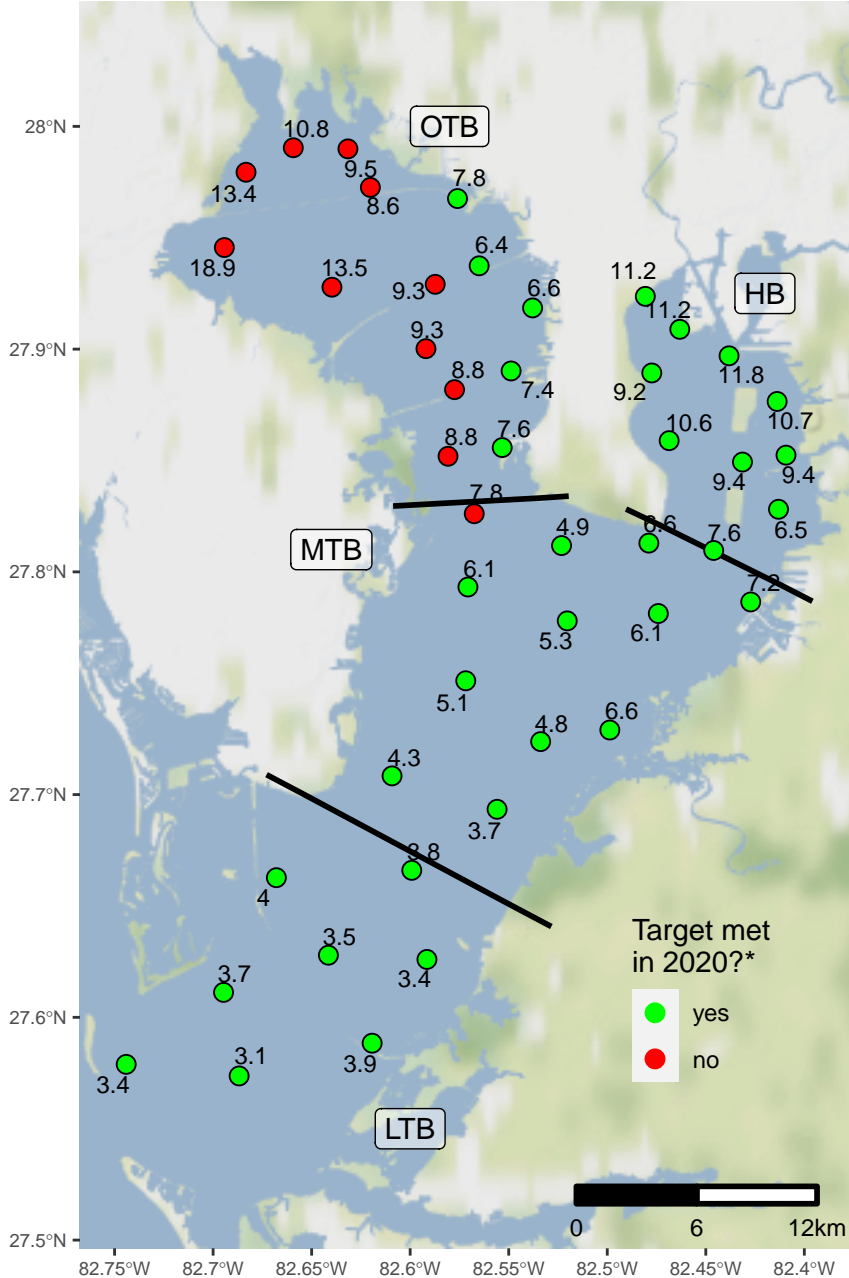 28°N
10.8
OTB
9.5
7.8
13.4
8.6
6.4
18.9
13.5
11.2
9.3
6.6
HB
11.2
27.9°N
9.3
11.8
8.8
7.4
9.2
10.7
10.6
8.8
7.6
9.4
9.4
7.8
6.5
4.9
6.6
7.6
MTB
27.8°N
6.1
7.2
5.3
6.1
5.1
6.6
4.8
4.3
27.7°N
3.7
3.8
4
3.5
3.4
Target met
in 2020?*
3.7
27.6°N
yes
3.9
3.1
no
3.4
LTB
0
6
12km
27.5°N
82.75°W
82.7°W
82.65°W
82.6°W
82.55°W
82.5°W
82.45°W
82.4°W